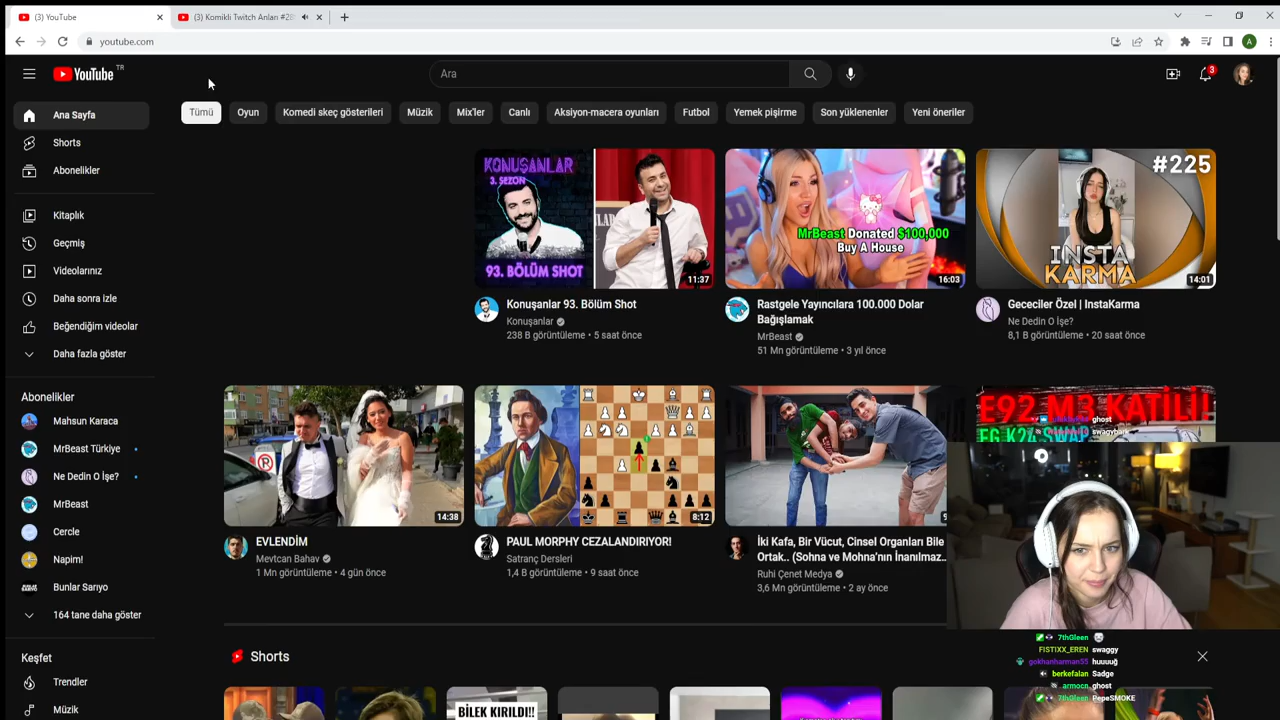 (3) YouTube
(3) Komikli Twitch Anları #28
youtube.com
YouTube TR
Ara
3
A
Tümü
Oyun
Komedi skeç gösterileri
Müzik
Mix'ler
Canlı
Aksiyon-macera oyunları
Futbol
Yemek pişirme
Son yüklenenler
Yeni öneriler
Ana Sayfa
Shorts
Abonelikler
Kitaplık
Geçmiş
Videolarınız
Daha sonra izle
Beğendiğim videolar
Daha fazla göster
Abonelikler
Mahsun Karaca
MrBeast Türkiye
Ne Dedin O İşe?
MrBeast
Cercle
Napim!
Bunlar Sarıyo
164 tane daha göster
Keşfet
Trendler
Müzik
KONUŞANLAR
3. SEZON
93. BÖLÜM SHOT
11:37
Konuşanlar 93. Bölüm Shot
Konuşanlar
238 B görüntüleme • 5 saat önce
MrBeast Donated $100,000
Buy A House
16:03
Rastgele Yayıncılara 100.000 Dolar
Bağışlamak
MrBeast
51 Mn görüntüleme • 3 yıl önce
#225
INSTA
KARMA
14:01
Gececiler Özel | InstaKarma
Ne Dedin O İşe?
8,1 B görüntüleme • 20 saat önce
14:38
EVLENDİM
Mevtcan Bahav
1 Mn görüntüleme • 4 gün önce
8:12
PAUL MORPHY CEZALANDIRIYOR!
Satranç Dersleri
1,4 B görüntüleme • 9 saat önce
İki Kafa, Bir Vücut, Cinsel Organları Bile
Ortak.. (Sohna ve Mohna'nın İnanılmaz..
Ruhi Çenet Medya
3,6 Mn görüntüleme • 2 ay önce
E92 M3 KATİLİ!
EG K24 SWAP
ghost
Shorts
BİLEK KIRILDI!!
7thGleen
FISTIXX_EREN swaggy
gokhanharman55 huuuuğ
berkefalan Sadge
armocn ghost
7thGleen PepeSMOKE